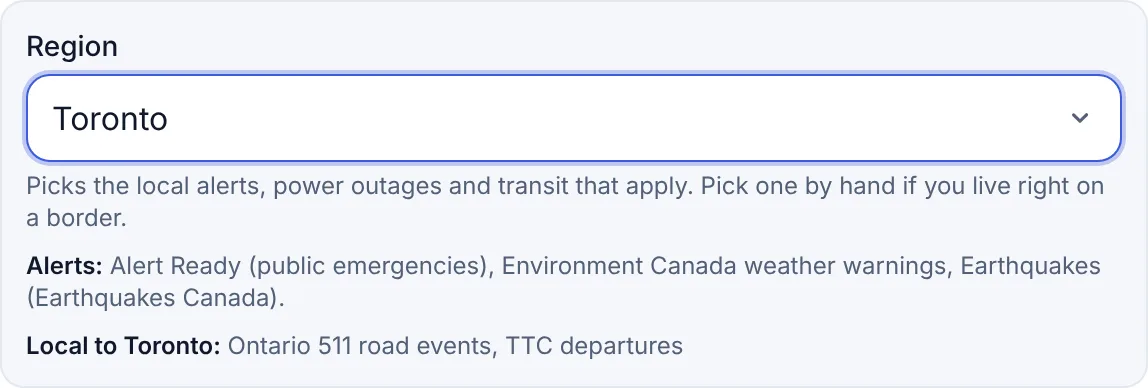 Region
Toronto
Picks the local alerts, power outages and transit that apply. Pick one by hand if you live right on
a border.
Alerts: Alert Ready (public emergencies), Environment Canada weather warnings, Earthquakes
(Earthquakes Canada).
Local to Toronto: Ontario 511 road events, TTC departures